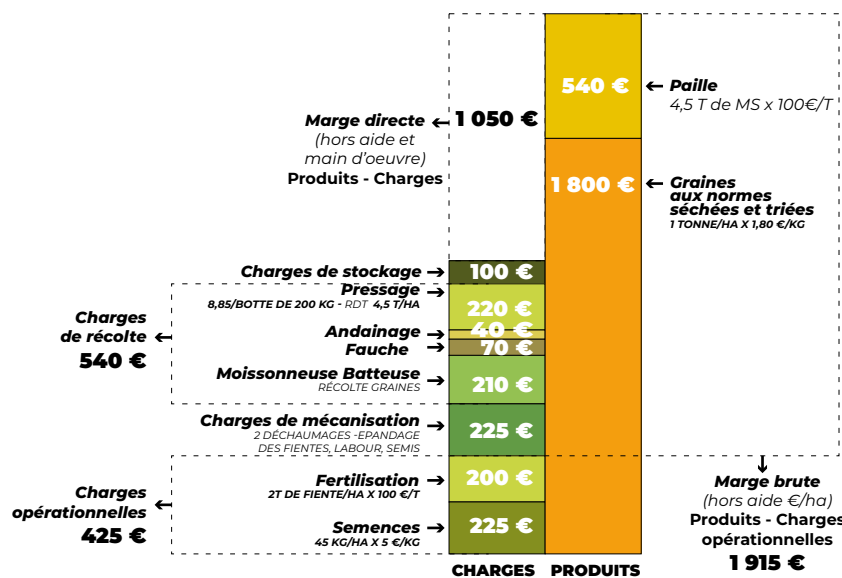 540 €
Paille
4,5 T de MS x 100€/T
Marge directe
(hors aide et
main d'oeuvre)
Produits - Charges
1 050 €
1 800 €
Graines
aux normes
séchées et triées
1 TONNE/HA X 1,80 €/KG
Charges de stockage
100 €
Pressage
8,85/BOTTE DE 200 KG - RDT 4,5 T/HA
220 €
Andainage
40 €
Fauche
70 €
Charges
de récolte
540 €
Moissonneuse Batteuse
RÉCOLTE GRAINES
210 €
Charges de mécanisation
2 DÉCHAUMAGES -EPANDAGE
DES FIENTES, LABOUR, SEMIS
225 €
Fertilisation
2T DE FIENTE/HA X 100 €/T
200 €
Charges
opérationnelles
425 €
Semences
45 KG/HA X 5 €/KG
225 €
Marge brute
(hors aide €/ha)
Produits - Charges
opérationnelles
1 915 €
CHARGES
PRODUITS